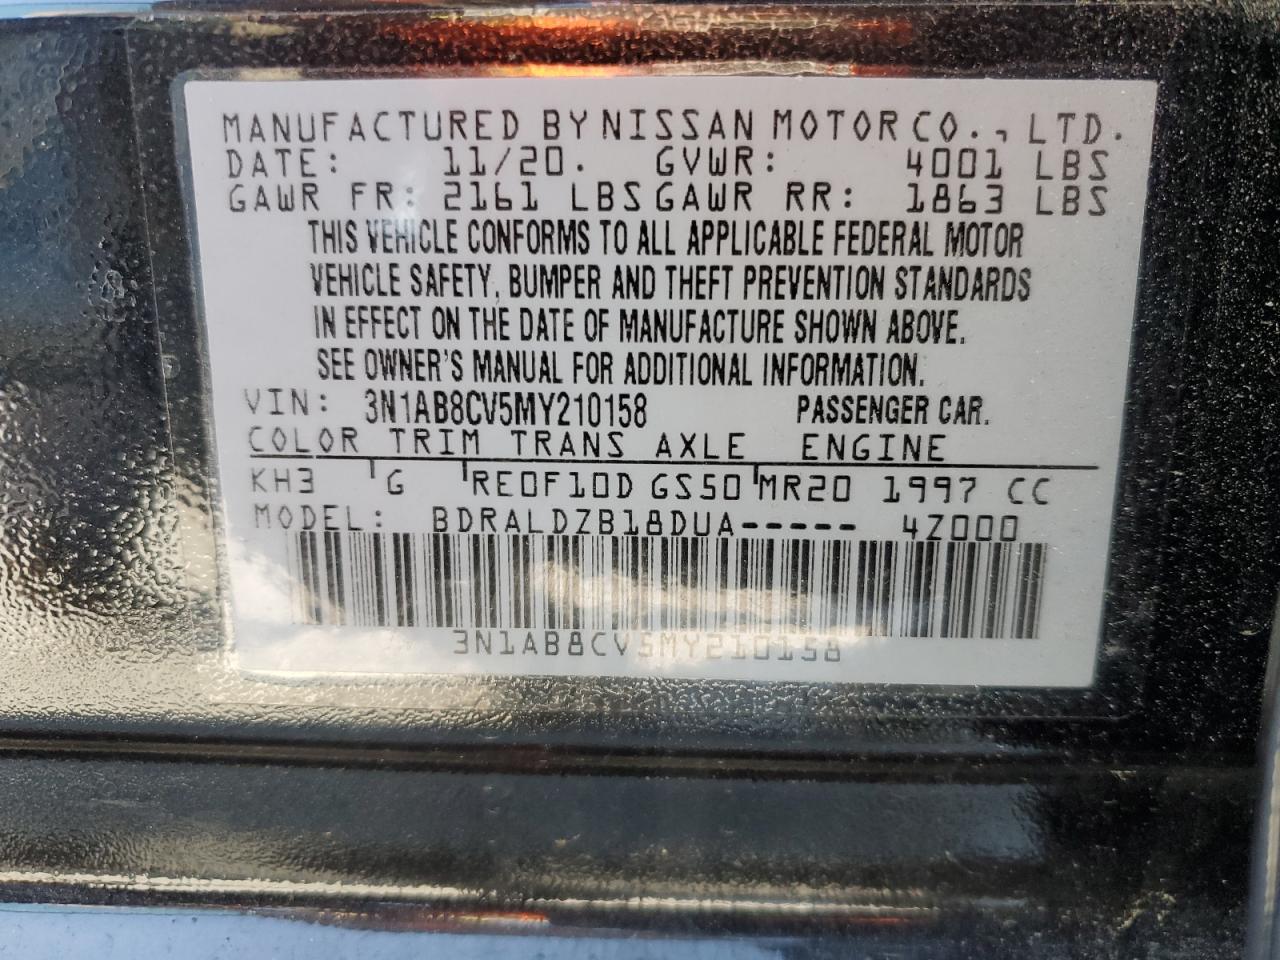 MANUFACTURED BY NISSAN MOTOR CO., LTD.
DATE: 11/20. GVWR: 4001 LBS
GAWR FR: 2161 LBS GAWR RR: 1863 LBS
THIS VEHICLE CONFORMS TO ALL APPLICABLE FEDERAL MOTOR
VEHICLE SAFETY, BUMPER AND THEFT PREVENTION STANDARDS
IN EFFECT ON THE DATE OF MANUFACTURE SHOWN ABOVE.
SEE OWNER'S MANUAL FOR ADDITIONAL INFORMATION.
VIN: 3N1AB8CV5MY210158 PASSENGER CAR.
COLOR TRIM TRANS AXLE ENGINE
KH3 G RE0F10D GS50 MR20 1997 CC
MODEL: BDRALDZB18DUA----- 4Z000
3N1AB8CV5MY210158